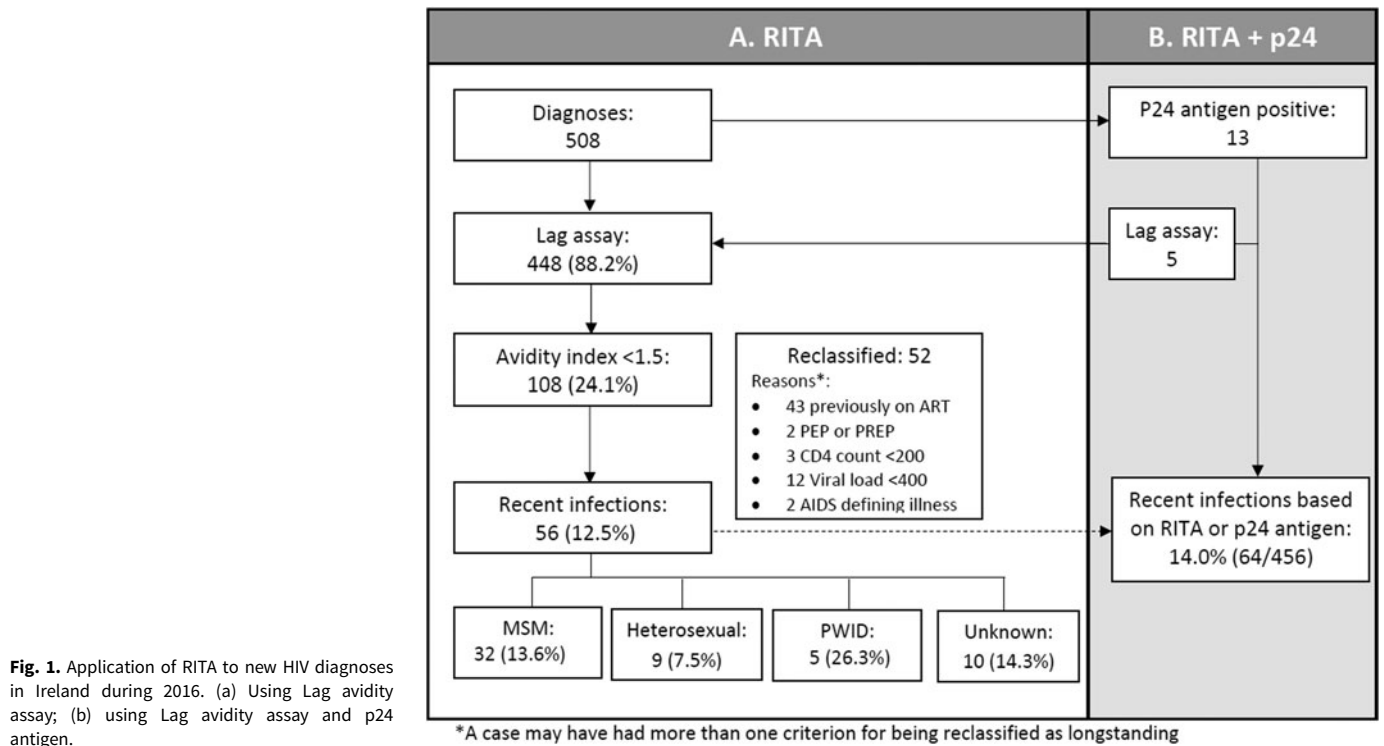 A. RITA
B. RITA + p24
Diagnoses:
508
P24 antigen positive:
13
Lag assay:
448 (88.2%)
Lag assay:
5
Avidity index <1.5:
108 (24.1%)
Reclassified: 52
Reasons*:
• 43 previously on ART
• 2 PEP or PREP
• 3 CD4 count <200
• 12 Viral load <400
• 2 AIDS defining illness
Recent infections:
56 (12.5%)
Recent infections based
on RITA or p24 antigen:
14.0% (64/456)
MSM:
32 (13.6%)
Heterosexual:
9 (7.5%)
PWID:
5 (26.3%)
Unknown:
10 (14.3%)
*A case may have had more than one criterion for being reclassified as longstanding
Fig. 1. Application of RITA to new HIV diagnoses
in Ireland during 2016. (a) Using Lag avidity
assay; (b) using Lag avidity assay and p24
antigen.